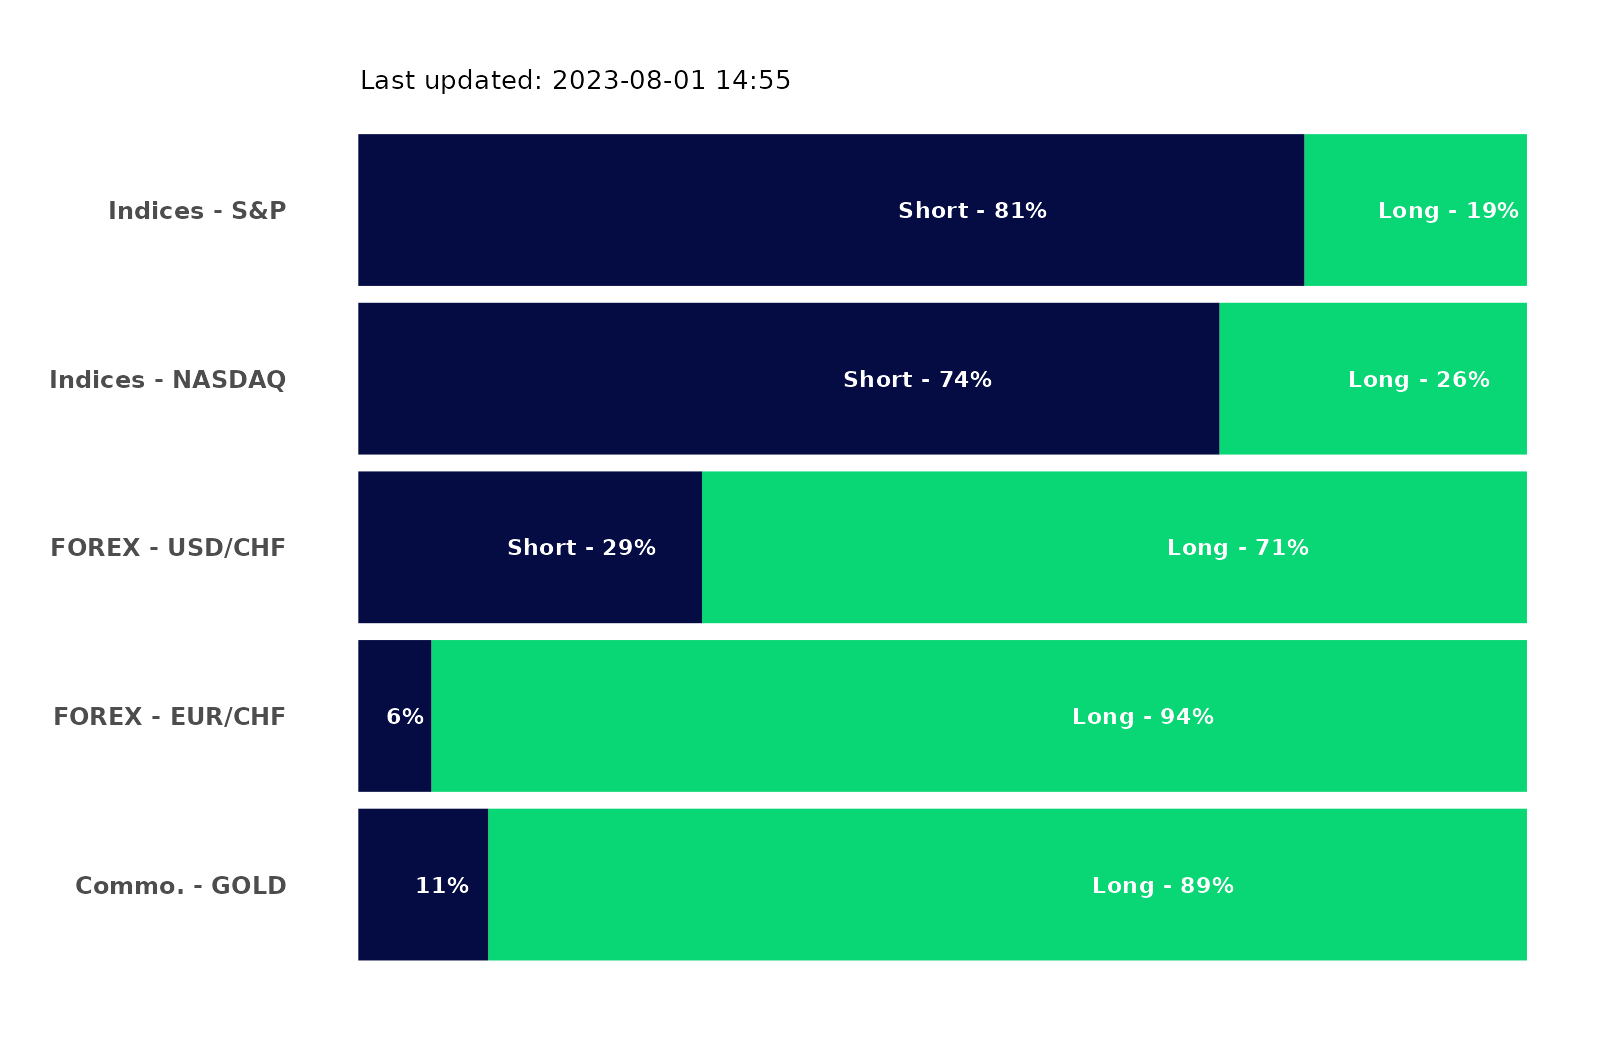 Last updated: 2023-08-01 14:55
Indices - S&P
Short - 81%
Long - 19%
Indices - NASDAQ
Short - 74%
Long - 26%
FOREX - USD/CHF
Short - 29%
Long - 71%
FOREX - EUR/CHF
6%
Long - 94%
Commo. - GOLD
11%
Long - 89%